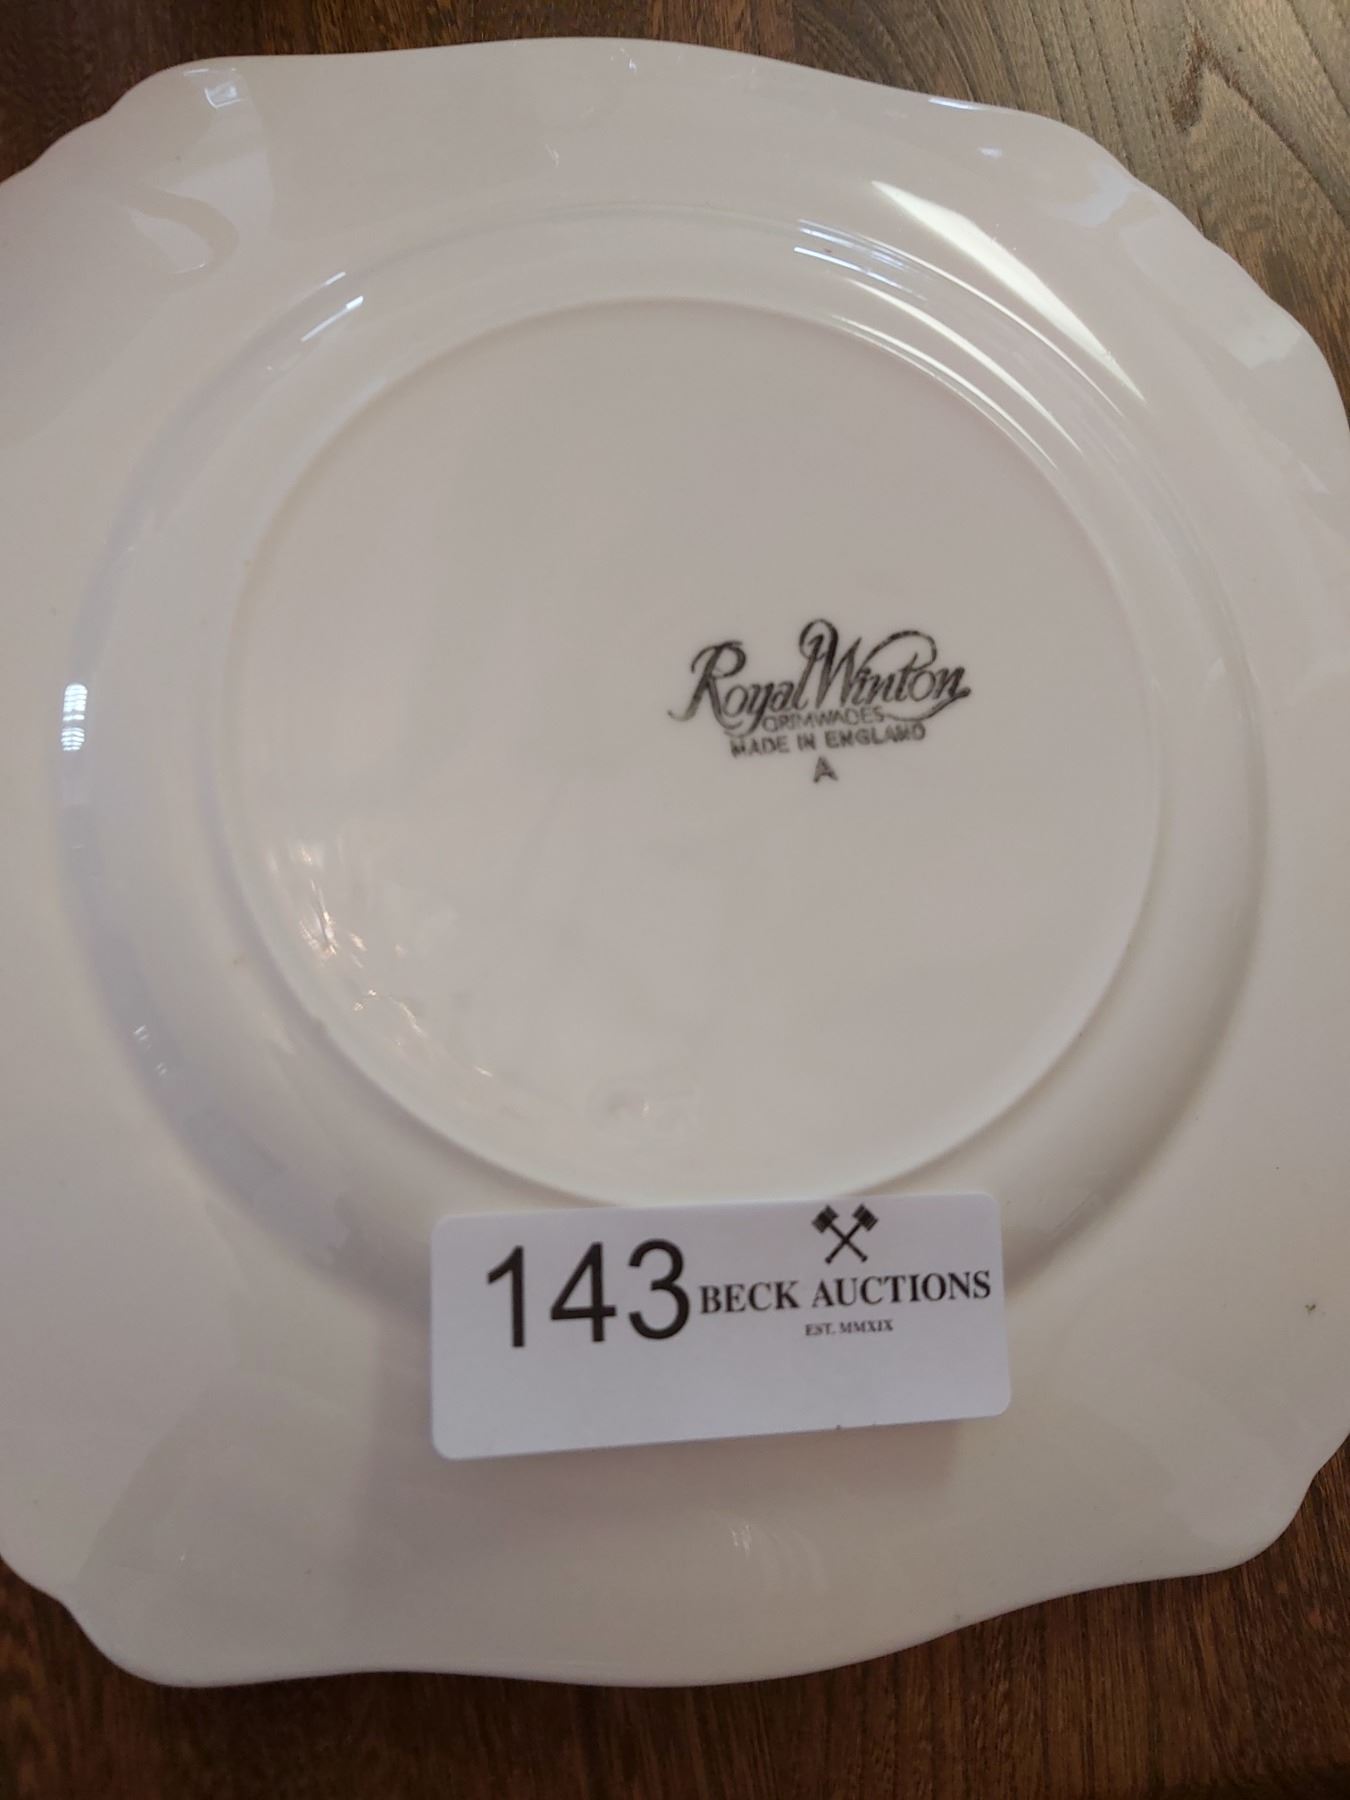 Royal Winton
GRIMWADES
MADE IN ENGLAND
A
143
BECK AUCTIONS
EST. MMXIX